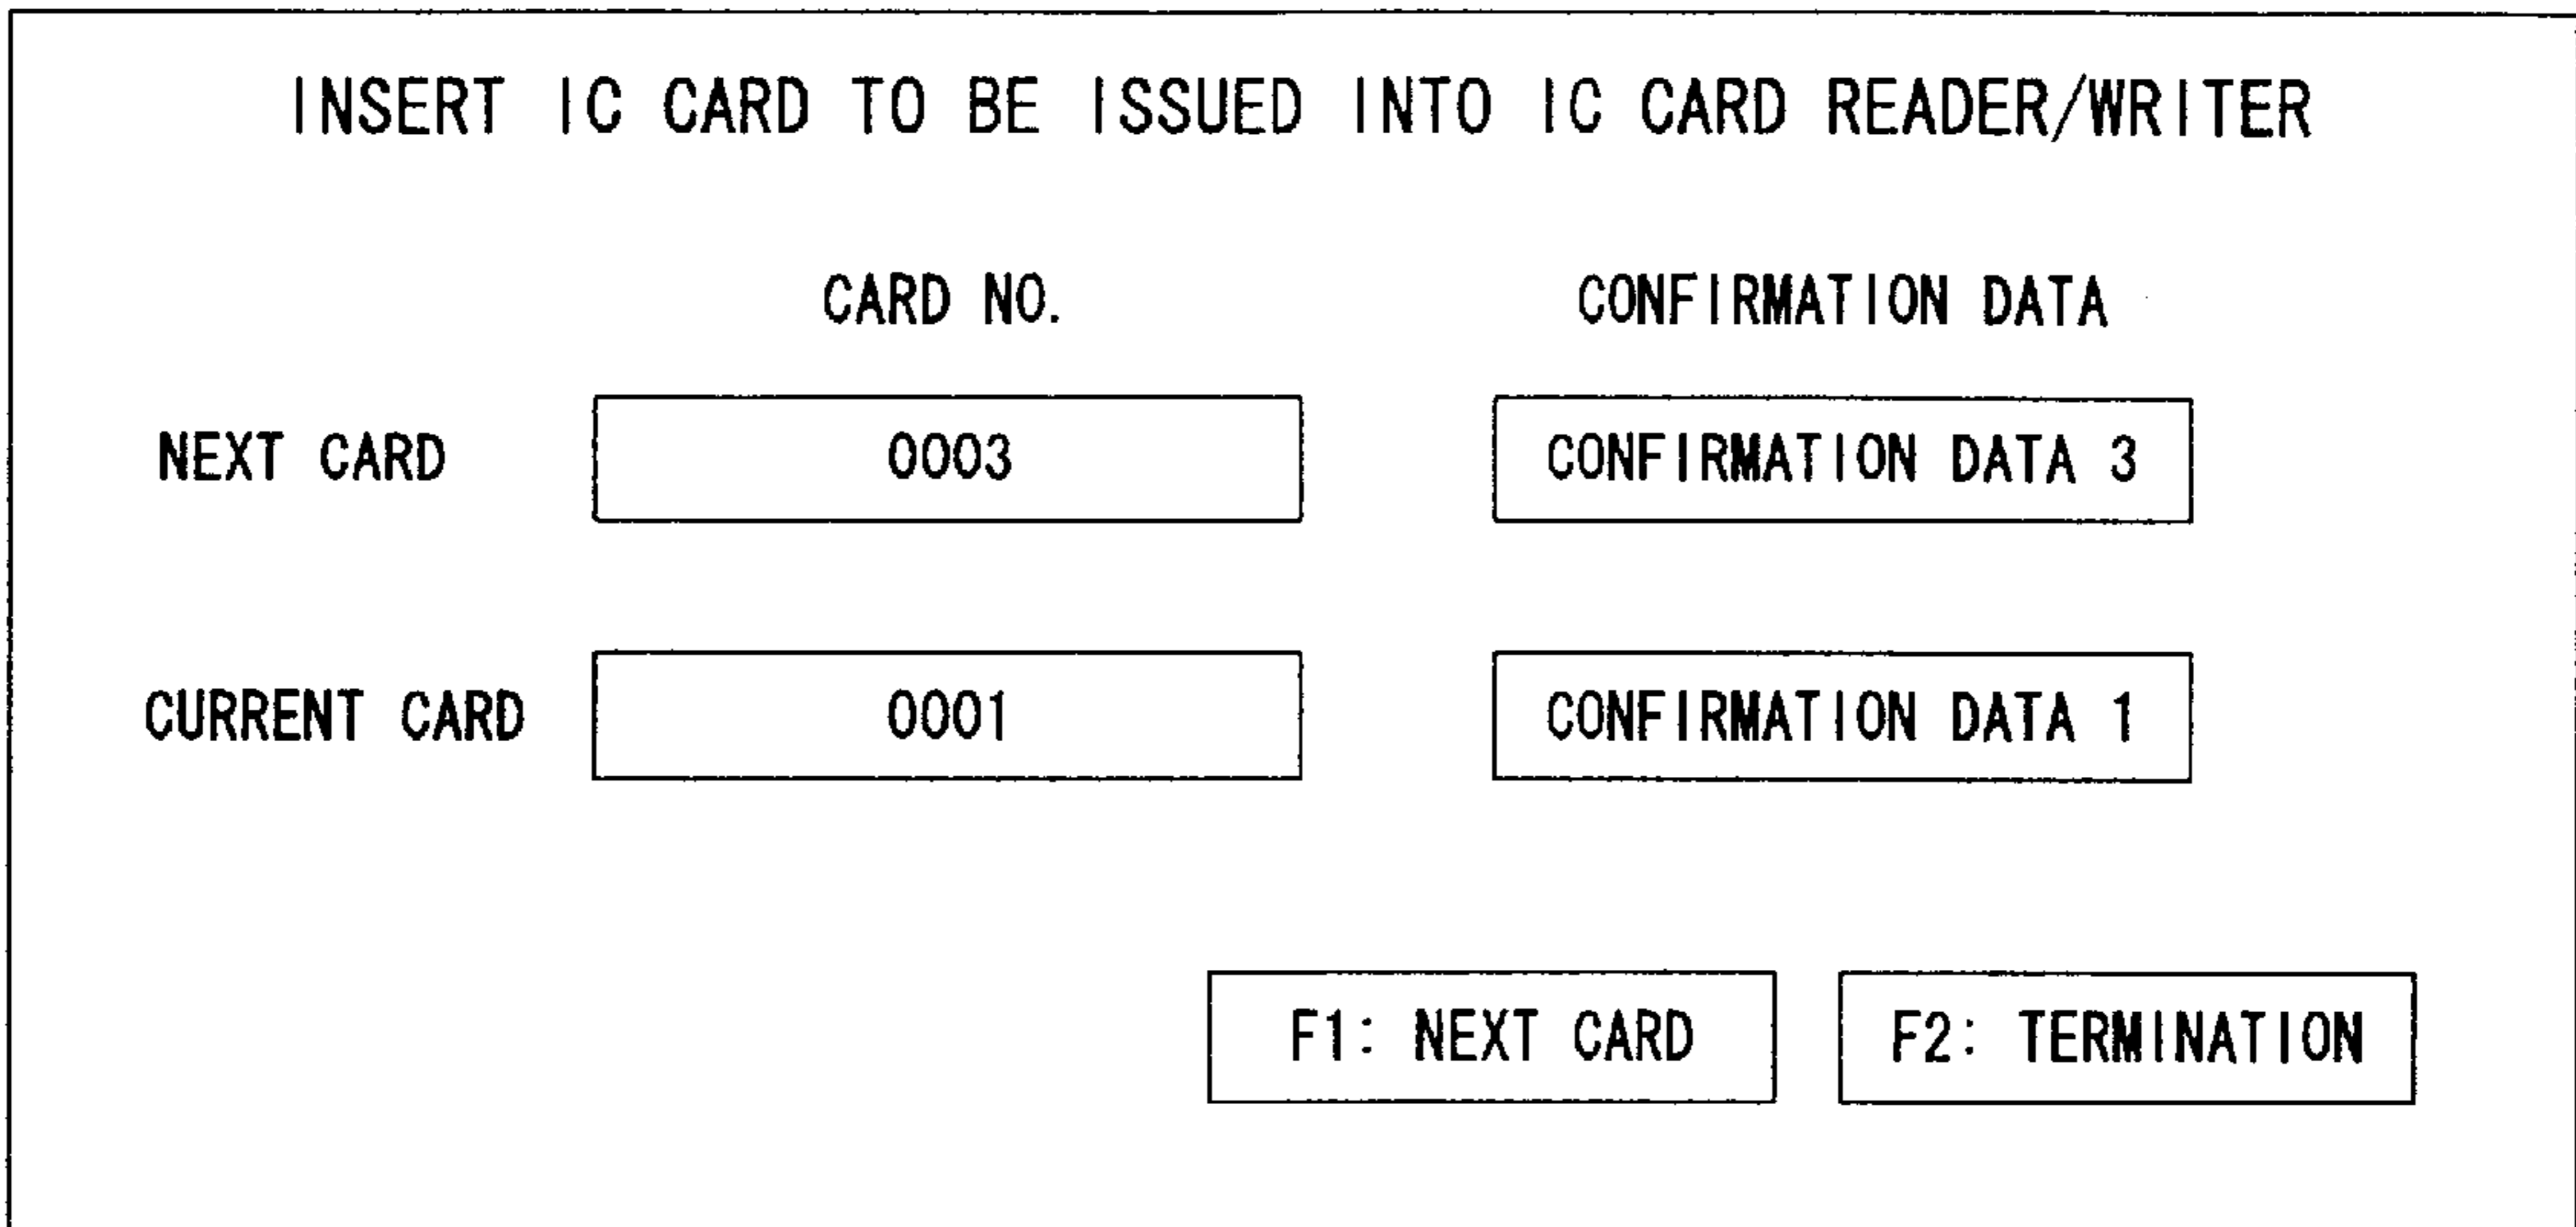 INSERT IC CARD TO BE ISSUED INTO IC CARD READER/WRITER
CARD NO. CONFIRMATION DATA
NEXT CARD 0003 CONFIRMATION DATA 3
CURRENT CARD 0001 CONFIRMATION DATA 1
F1: NEXT CARD F2: TERMINATION